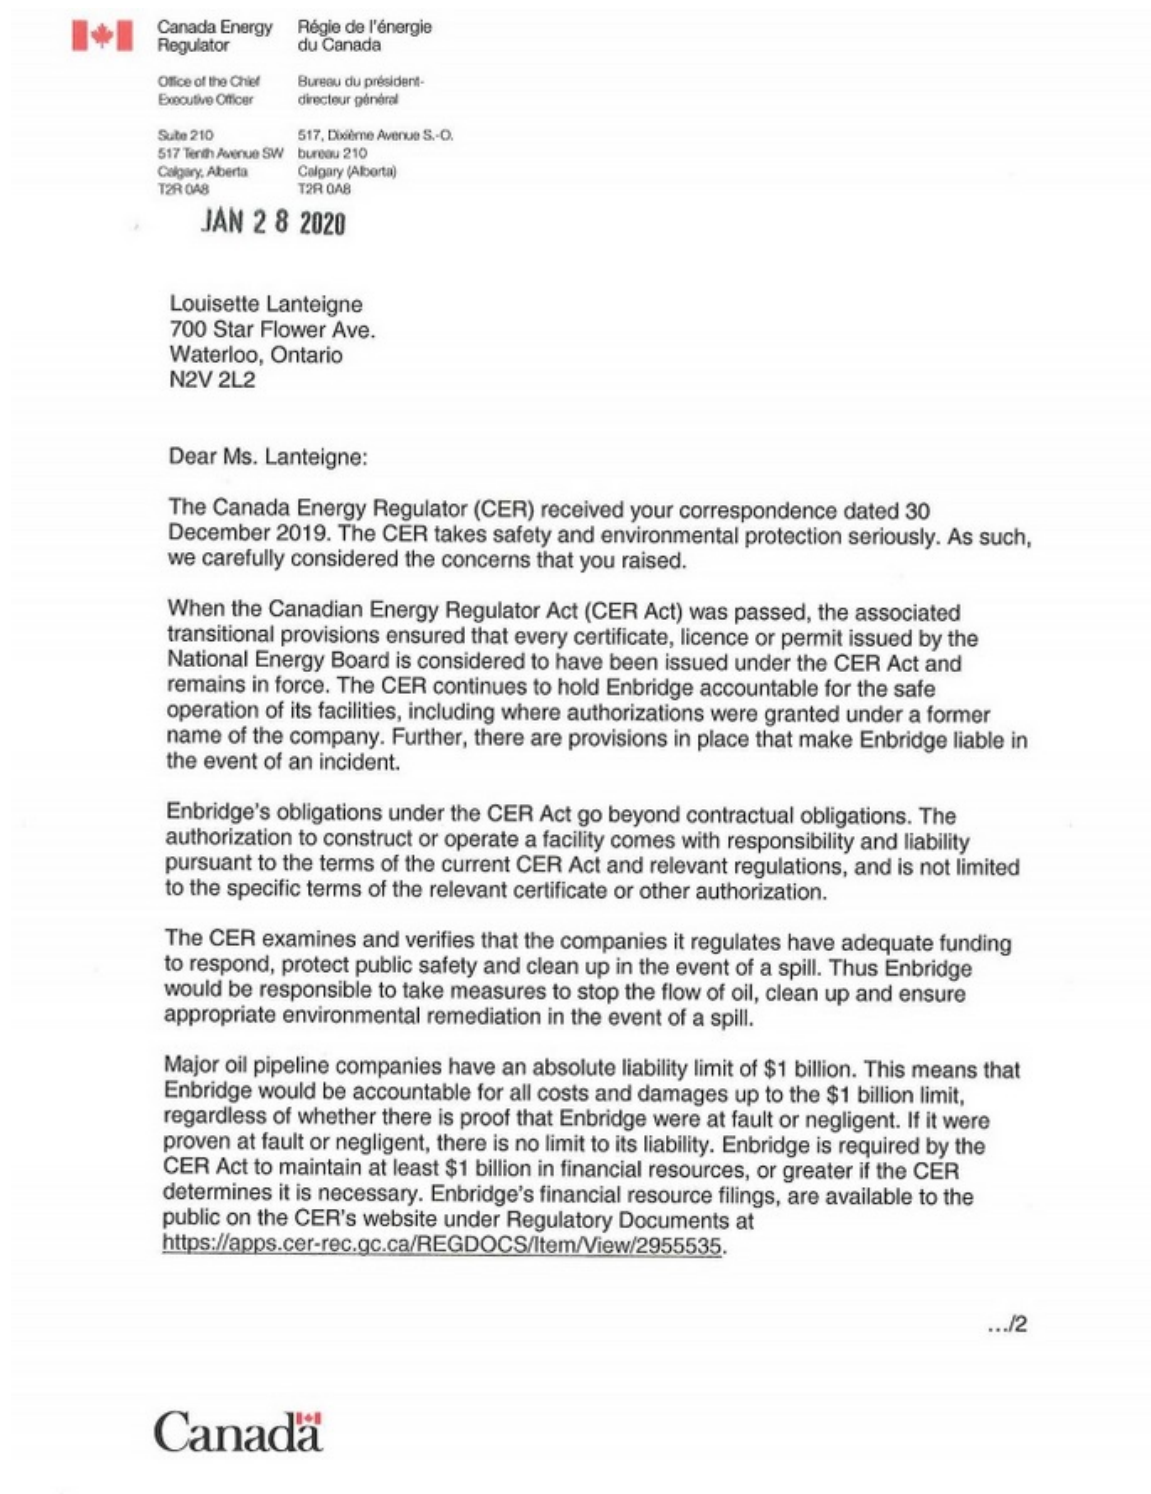 Canada Energy Regulator
Régie de l'énergie du Canada
Office of the Chief Executive Officer
Bureau du président-directeur général
Suite 210
517 Tenth Avenue SW
Calgary, Alberta
T2R 0A8
517, Dixième Avenue S.-O.
bureau 210
Calgary (Alberta)
T2R 0A8
JAN 28 2020
Louisette Lanteigne
700 Star Flower Ave.
Waterloo, Ontario
N2V 2L2
Dear Ms. Lanteigne:
The Canada Energy Regulator (CER) received your correspondence dated 30
December 2019. The CER takes safety and environmental protection seriously. As such,
we carefully considered the concerns that you raised.
When the Canadian Energy Regulator Act (CER Act) was passed, the associated
transitional provisions ensured that every certificate, licence or permit issued by the
National Energy Board is considered to have been issued under the CER Act and
remains in force. The CER continues to hold Enbridge accountable for the safe
operation of its facilities, including where authorizations were granted under a former
name of the company. Further, there are provisions in place that make Enbridge liable in
the event of an incident.
Enbridge's obligations under the CER Act go beyond contractual obligations. The
authorization to construct or operate a facility comes with responsibility and liability
pursuant to the terms of the current CER Act and relevant regulations, and is not limited
to the specific terms of the relevant certificate or other authorization.
The CER examines and verifies that the companies it regulates have adequate funding
to respond, protect public safety and clean up in the event of a spill. Thus Enbridge
would be responsible to take measures to stop the flow of oil, clean up and ensure
appropriate environmental remediation in the event of a spill.
Major oil pipeline companies have an absolute liability limit of $1 billion. This means that
Enbridge would be accountable for all costs and damages up to the $1 billion limit,
regardless of whether there is proof that Enbridge were at fault or negligent. If it were
proven at fault or negligent, there is no limit to its liability. Enbridge is required by the
CER Act to maintain at least $1 billion in financial resources, or greater if the CER
determines it is necessary. Enbridge's financial resource filings, are available to the
public on the CER's website under Regulatory Documents at
https://apps.cer-rec.gc.ca/REGDOCS/Item/View/2955535.
.../2
Canada